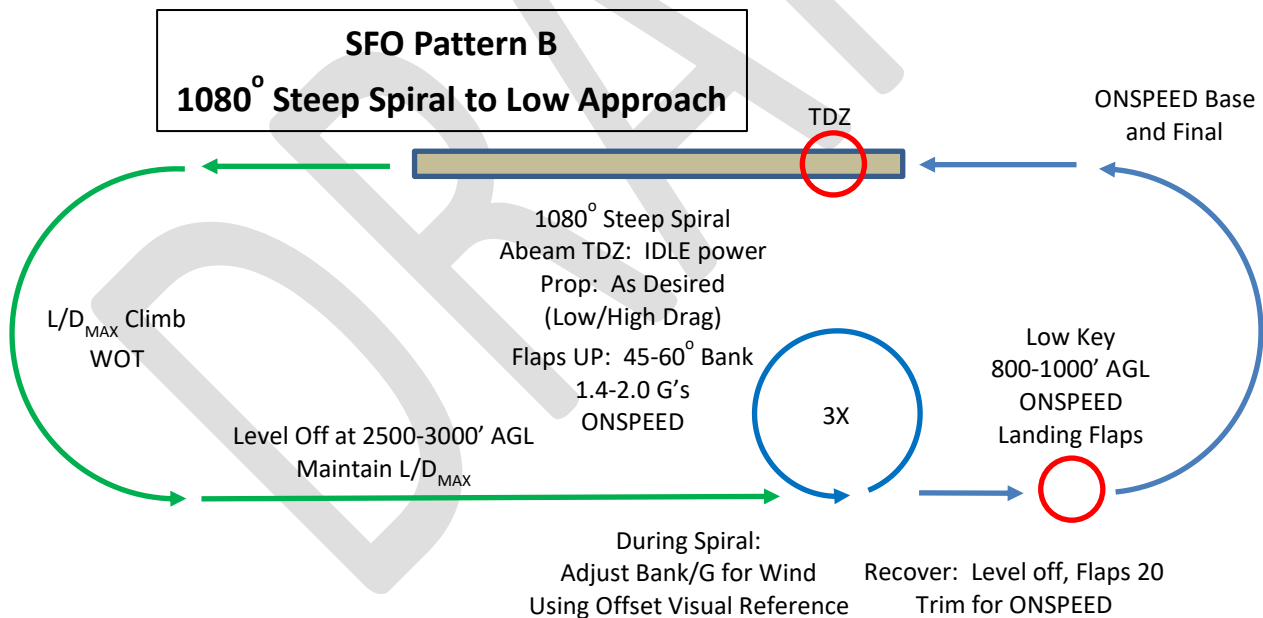 SFO Pattern B
1080° Steep Spiral to Low Approach
TDZ
ONSPEED Base
and Final
1080° Steep Spiral
Abeam TDZ:  IDLE power
Prop:  As Desired
(Low/High Drag)
Flaps UP:  45-60° Bank
1.4-2.0 G's
ONSPEED
L/DMAX Climb
WOT
3X
Low Key
800-1000' AGL
ONSPEED
Landing Flaps
Level Off at 2500-3000' AGL
Maintain L/DMAX
During Spiral:
Adjust Bank/G for Wind
Using Offset Visual Reference
Recover:  Level off, Flaps 20
Trim for ONSPEED